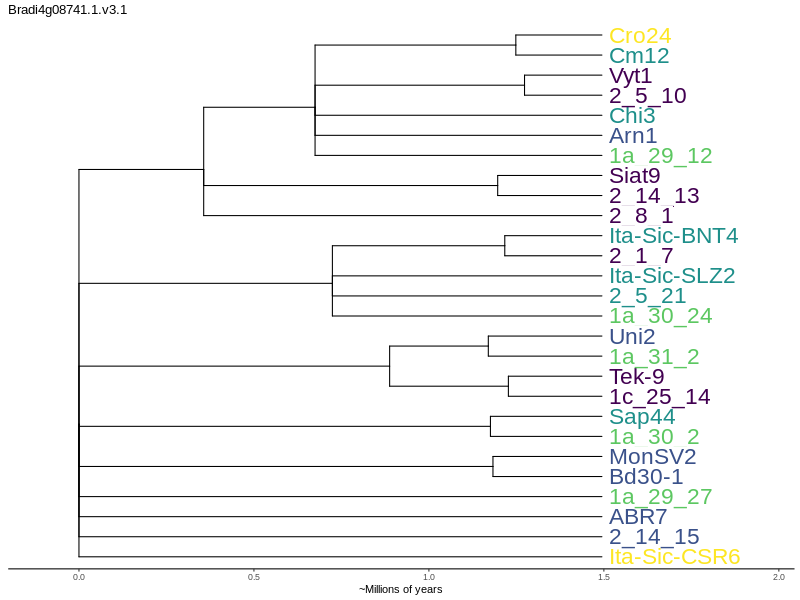 Bradi4g08741.1.v3.1
Cro24
Cm12
Vyt1
2_5_10
Chi3
Arn1
1a_29_12
Siat9
2_14_13
2_8_1
Ita-Sic-BNT4
2_1_7
Ita-Sic-SLZ2
2_5_21
1a_30_24
Uni2
1a_31_2
Tek-9
1c_25_14
Sap44
1a_30_2
MonSV2
Bd30-1
1a_29_27
ABR7
2_14_15
Ita-Sic-CSR6
0.0 0.5 1.0 1.5 2.0
~Millions of years